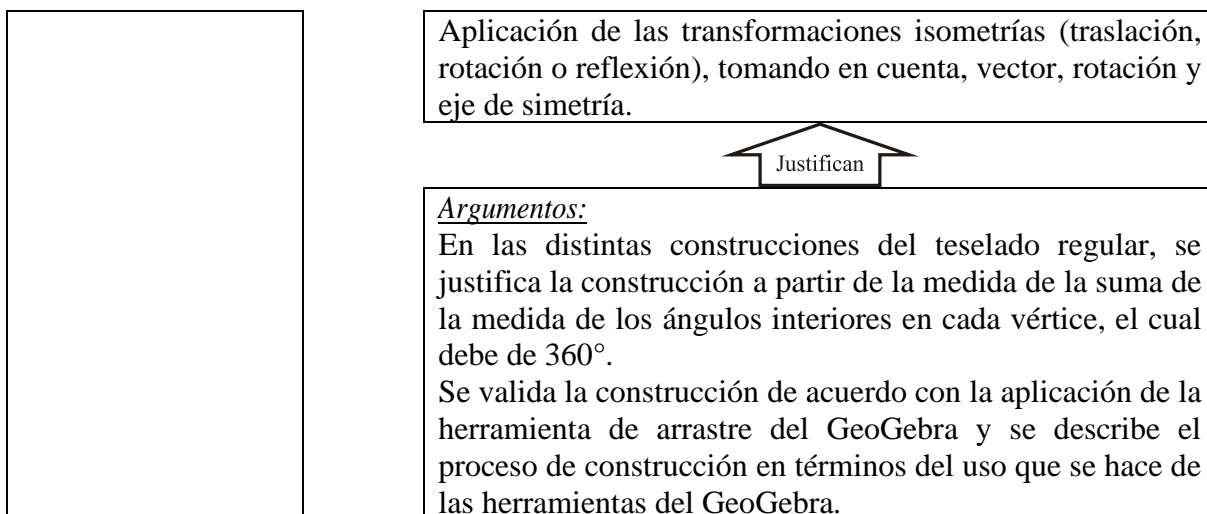 Aplicación de las transformaciones isometrías (traslación,
rotación o reflexión), tomando en cuenta, vector, rotación y
eje de simetría.
Justifican
Argumentos:
En las distintas construcciones del teselado regular, se
justifica la construcción a partir de la medida de la suma de
la medida de los ángulos interiores en cada vértice, el cual
debe de 360°.
Se valida la construcción de acuerdo con la aplicación de la
herramienta de arrastre del GeoGebra y se describe el
proceso de construcción en términos del uso que se hace de
las herramientas del GeoGebra.